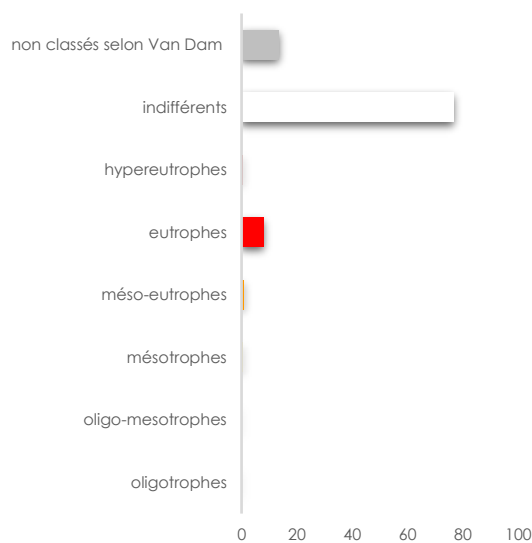 non classés selon Van Dam
indifférents
hypereutrophes
eutrophes
méso-eutrophes
mésotrophes
oligo-mesotrophes
oligotrophes
0 20 40 60 80 100